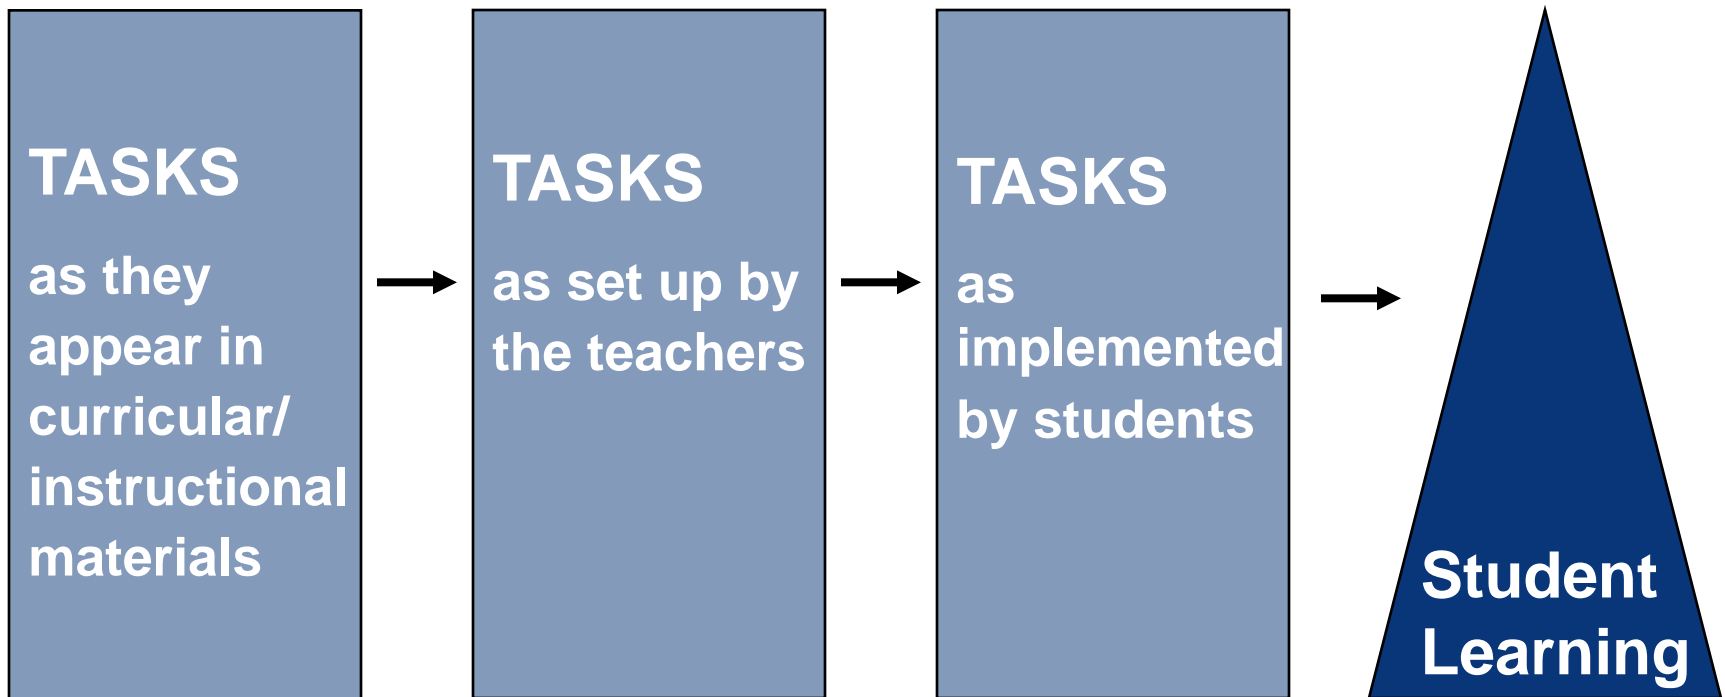 TASKS
as they
appear in
curricular/
instructional
materials
TASKS
as set up by
the teachers
TASKS
as
implemented
by students
Student
Learning